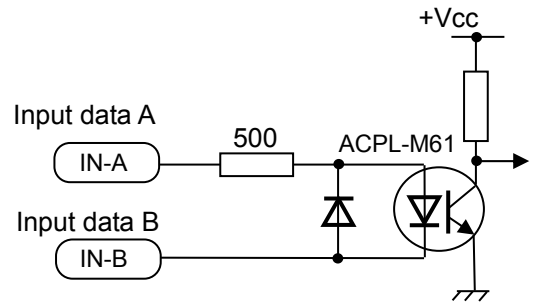 +Vcc
Input data A
500
ACPL-M61
IN-A
Input data B
IN-B